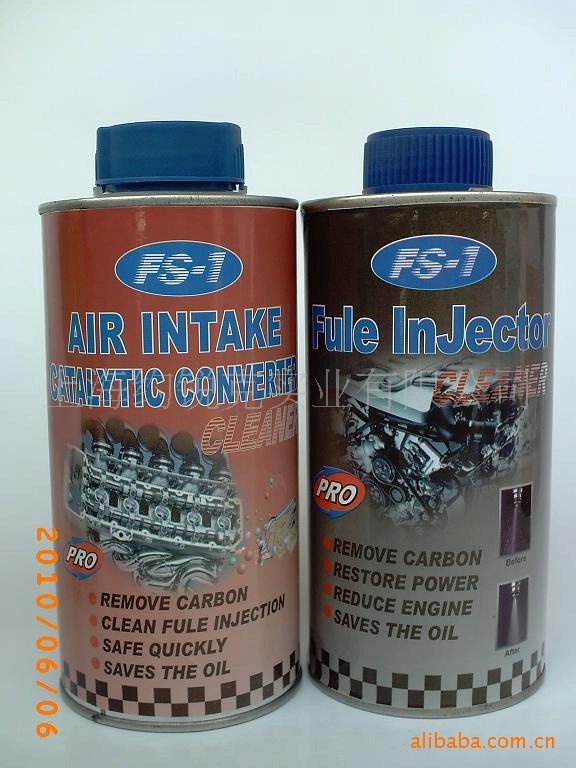 FS-1
AIR INTAKE
CATALYTIC CONVERTER
CLEANER
PRO
REMOVE CARBON
CLEAN FULE INJECTION
SAFE QUICKLY
SAVES THE OIL
FS-1
Fule InJector
CLEANER
PRO
REMOVE CARBON
RESTORE POWER
REDUCE ENGINE
SAVES THE OIL
Before
After
2010/06/06
alibaba.com.cn